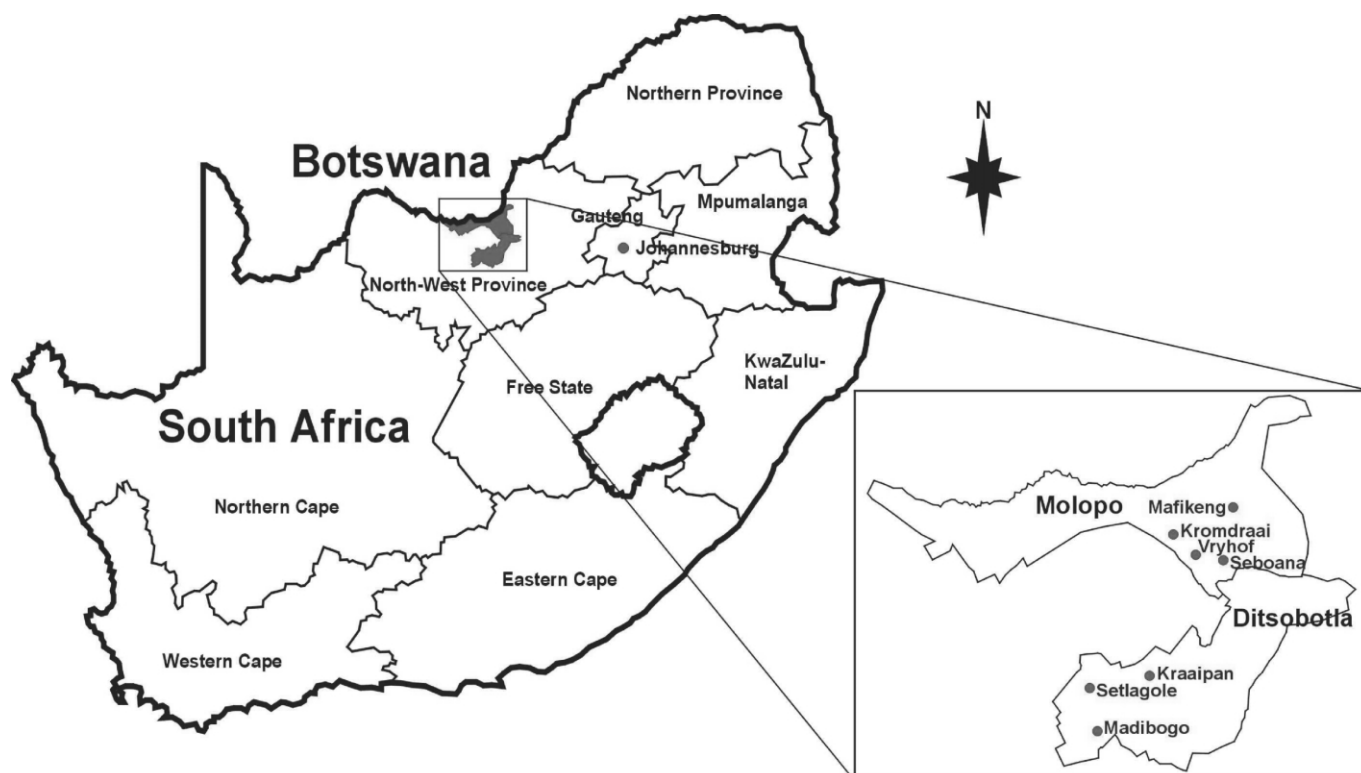 Northern Province
N
Botswana
Mpumalanga
Gauteng
Johannesburg
North-West Province
KwaZulu-
Natal
Free State
South Africa
Northern Cape
Eastern Cape
Western Cape
Molopo
Mafikeng
Kromdraai
Vryhof
Seboana
Ditsobotla
Kraaipan
Setlagole
Madibogo